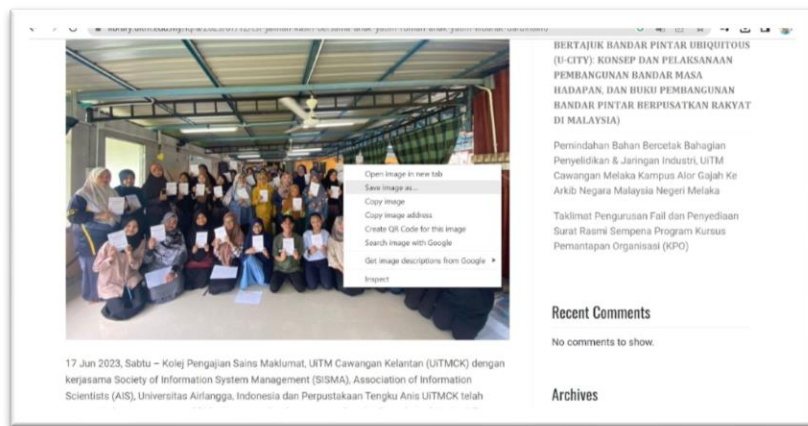 BERTAJUK BANDAR PINTAR UBIQUITOUS
(U-CITY): KONSEP DAN PELAKSANAAN
PEMBANGUNAN BANDAR MASA
HADAPAN, DAN BUKU PEMBANGUNAN
BANDAR PINTAR BERPUSATKAN RAKYAT
DI MALAYSIA)
Pemindahan Bahan Bercetak Bahagian
Penyelidikan & Jaringan Industri, UiTM
Cawangan Melaka Kampus Alor Gajah Ke
Arkib Negara Malaysia Negeri Melaka
Taklimat Pengurusan Fail dan Penyediaan
Surat Rasmi Sempena Program Kursus
Pemantapan Organisasi (KPO)
Recent Comments
No comments to show.
Archives
Open image in new tab
Save image as...
Copy image
Copy image address
Create QR Code for this image
Search image with Google
Get image descriptions from Google
Inspect
17 Jun 2023, Sabtu – Kolej Pengajian Sains Maklumat, UiTM Cawangan Kelantan (UiTMCK) dengan
kerjasama Society of Information System Management (SISMA), Association of Information
Scientists (AIS), Universitas Airlangga, Indonesia dan Perpustakaan Tengku Anis UiTMCK telah